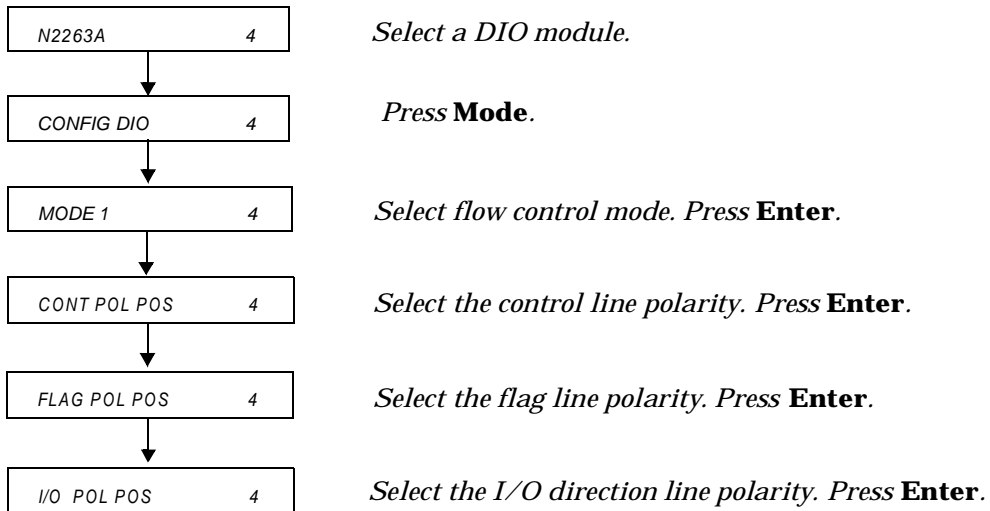 N2263A 4 Select a DIO module.
CONFIG DIO 4 Press Mode.
MODE 1 4 Select flow control mode. Press Enter.
CONT POL POS 4 Select the control line polarity. Press Enter.
FLAG POL POS 4 Select the flag line polarity. Press Enter.
I/O POL POS 4 Select the I/O direction line polarity. Press Enter.